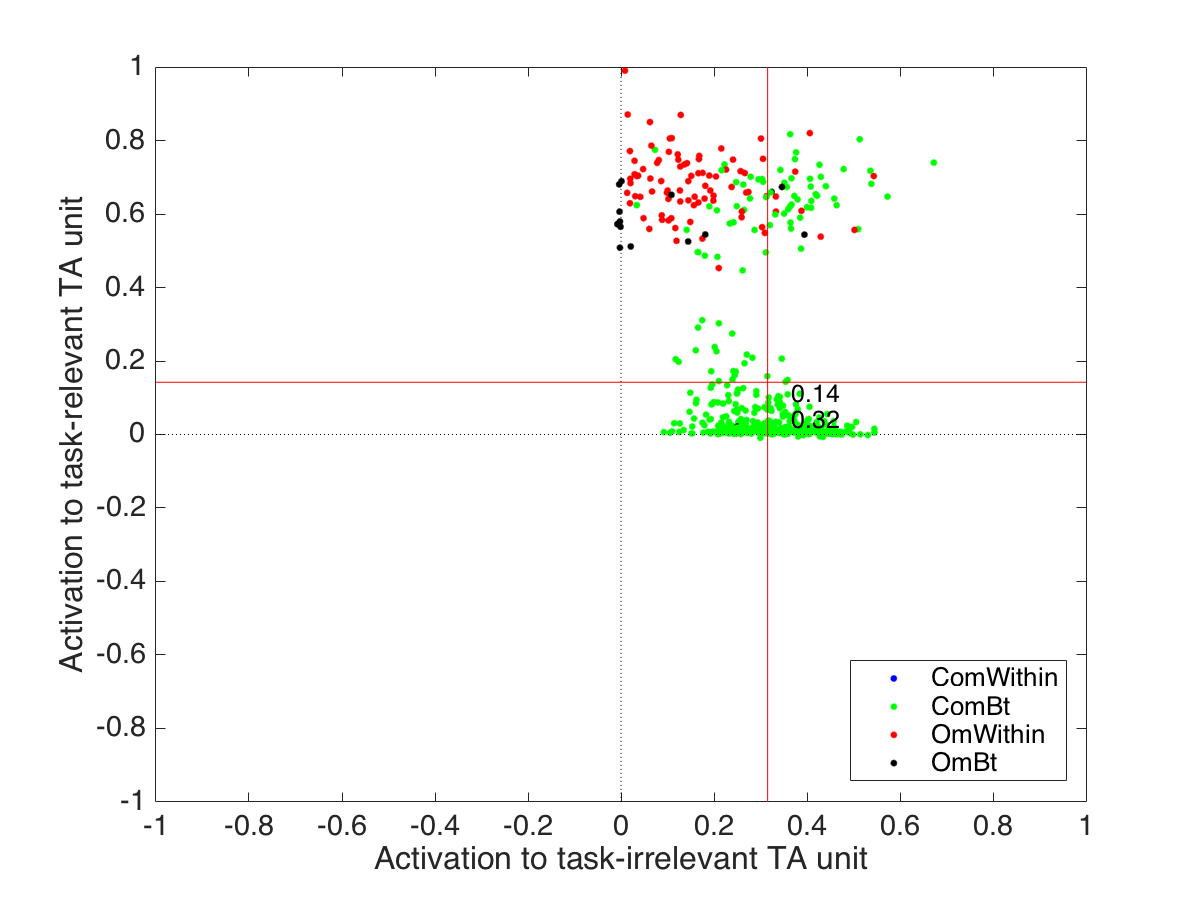 Activation to task-relevant TA unit
1
0.8
0.6
0.4
0.2
0
-0.2
-0.4
-0.6
-0.8
-1
0.14
0.32
ComWithin
ComBt
OmWithin
OmBt
-1 -0.8 -0.6 -0.4 -0.2 0 0.2 0.4 0.6 0.8 1
Activation to task-irrelevant TA unit